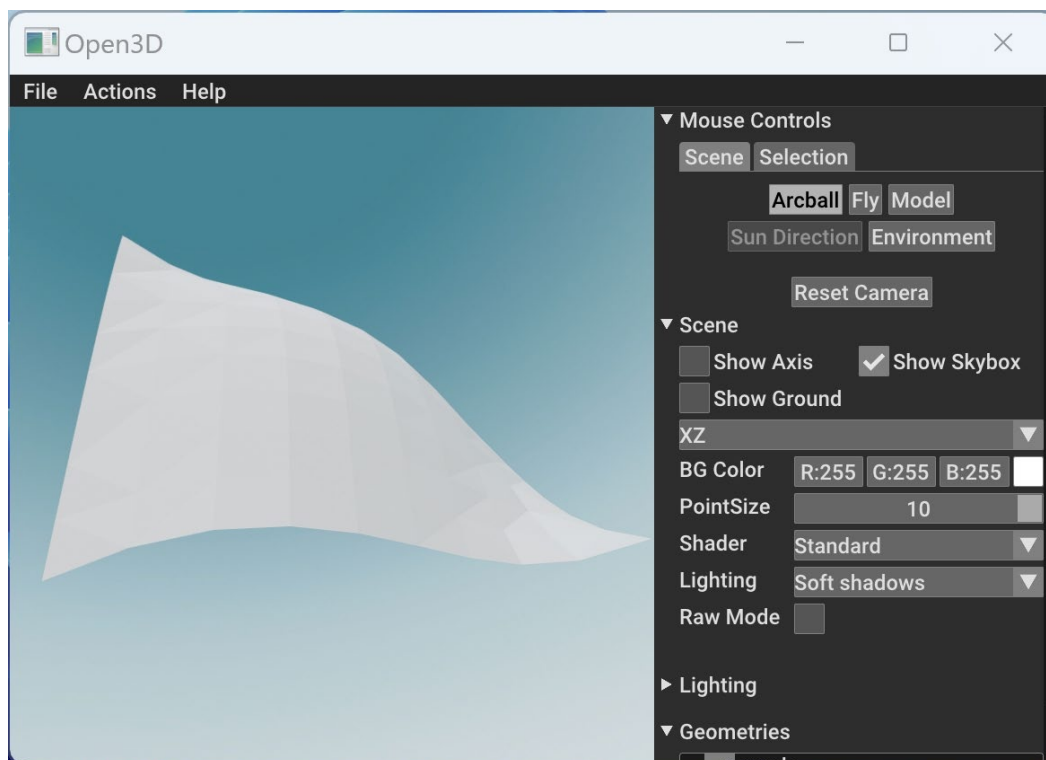 Open3D
File Actions Help
Mouse Controls
Scene Selection
Arcball Fly Model
Sun Direction Environment
Reset Camera
Scene
Show Axis Show Skybox
Show Ground
XZ
BG Color R:255 G:255 B:255
PointSize 10
Shader Standard
Lighting Soft shadows
Raw Mode
Lighting
Geometries